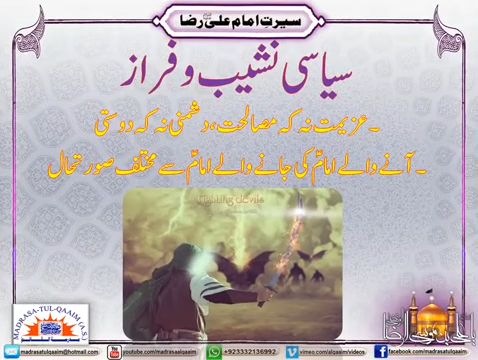 سیرتِ امام علی رضا
سیاسی نشیب و فراز
۔ عزیمت نہ کہ مصالحت، دشمنی نہ کہ دوستی
۔ آنے والے امامؑ کی جانے والے امامؑ سے مختلف صورتحال
MADRASA-TUL-QAAIM (A.S)
madrasatulqaaim@hotmail.com
youtube.com/madrasaalqaaim
+923332136992
vimeo.com/alqaaim/videos
facebook.com/madrasatulqaaim